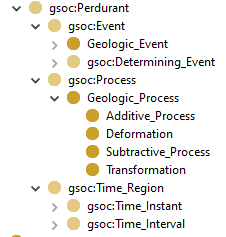 gsoc:Perdurant
gsoc:Event
Geologic_Event
gsoc:Determining_Event
gsoc:Process
Geologic_Process
Additive_Process
Deformation
Subtractive_Process
Transformation
gsoc:Time_Region
gsoc:Time_Instant
gsoc:Time_Interval